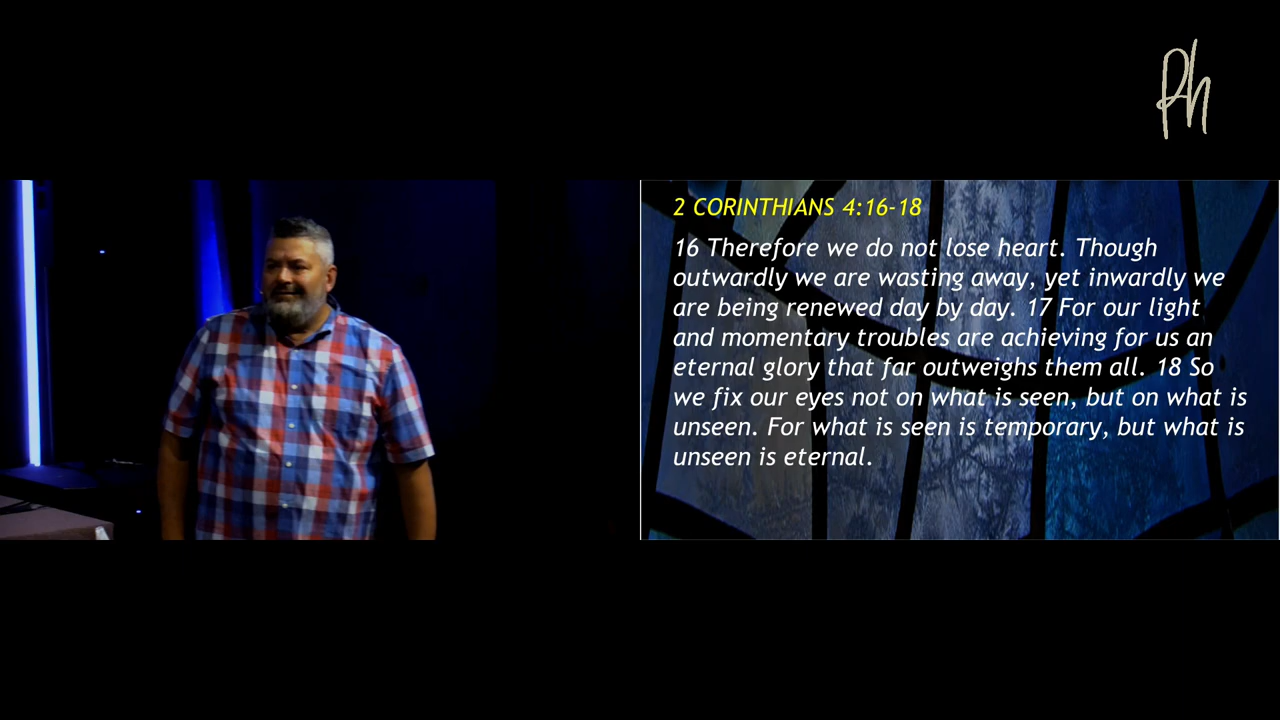 Ph
2 CORINTHIANS 4:16-18
16 Therefore we do not lose heart. Though
outwardly we are wasting away, yet inwardly we
are being renewed day by day. 17 For our light
and momentary troubles are achieving for us an
eternal glory that far outweighs them all. 18 So
we fix our eyes not on what is seen, but on what is
unseen. For what is seen is temporary, but what is
unseen is eternal.